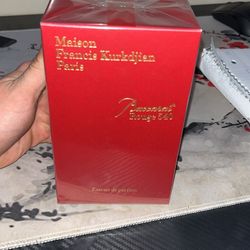 Maison
Francis Kurkdjian
Paris
Baccarat
Rouge 540
Extrait de parfum